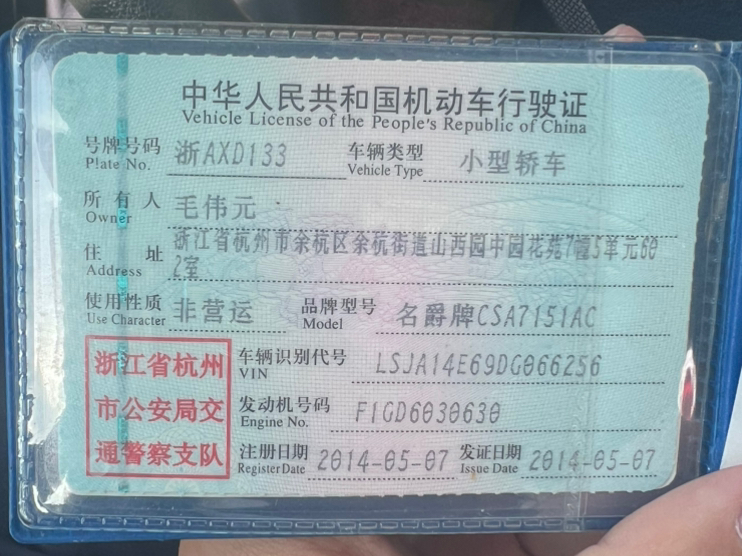 中华人民共和国机动车行驶证
Vehicle License of the People's Republic of China
号牌号码 浙AXD133 车辆类型 小型轿车
Plate No. Vehicle Type
所有人 毛伟元
Owner
住址 浙江省杭州市余杭区余杭街道山西园中园花苑7幢5单元60
Address 2室
使用性质 非营运 品牌型号 名爵牌CSA7151AC
Use Character Model
浙江省杭州 车辆识别代号 LSJA14E69DG066256
VIN
市公安局交 发动机号码 F1GD6030630
Engine No.
通警察支队 注册日期 2014-05-07 发证日期 2014-05-07
Register Date Issue Date